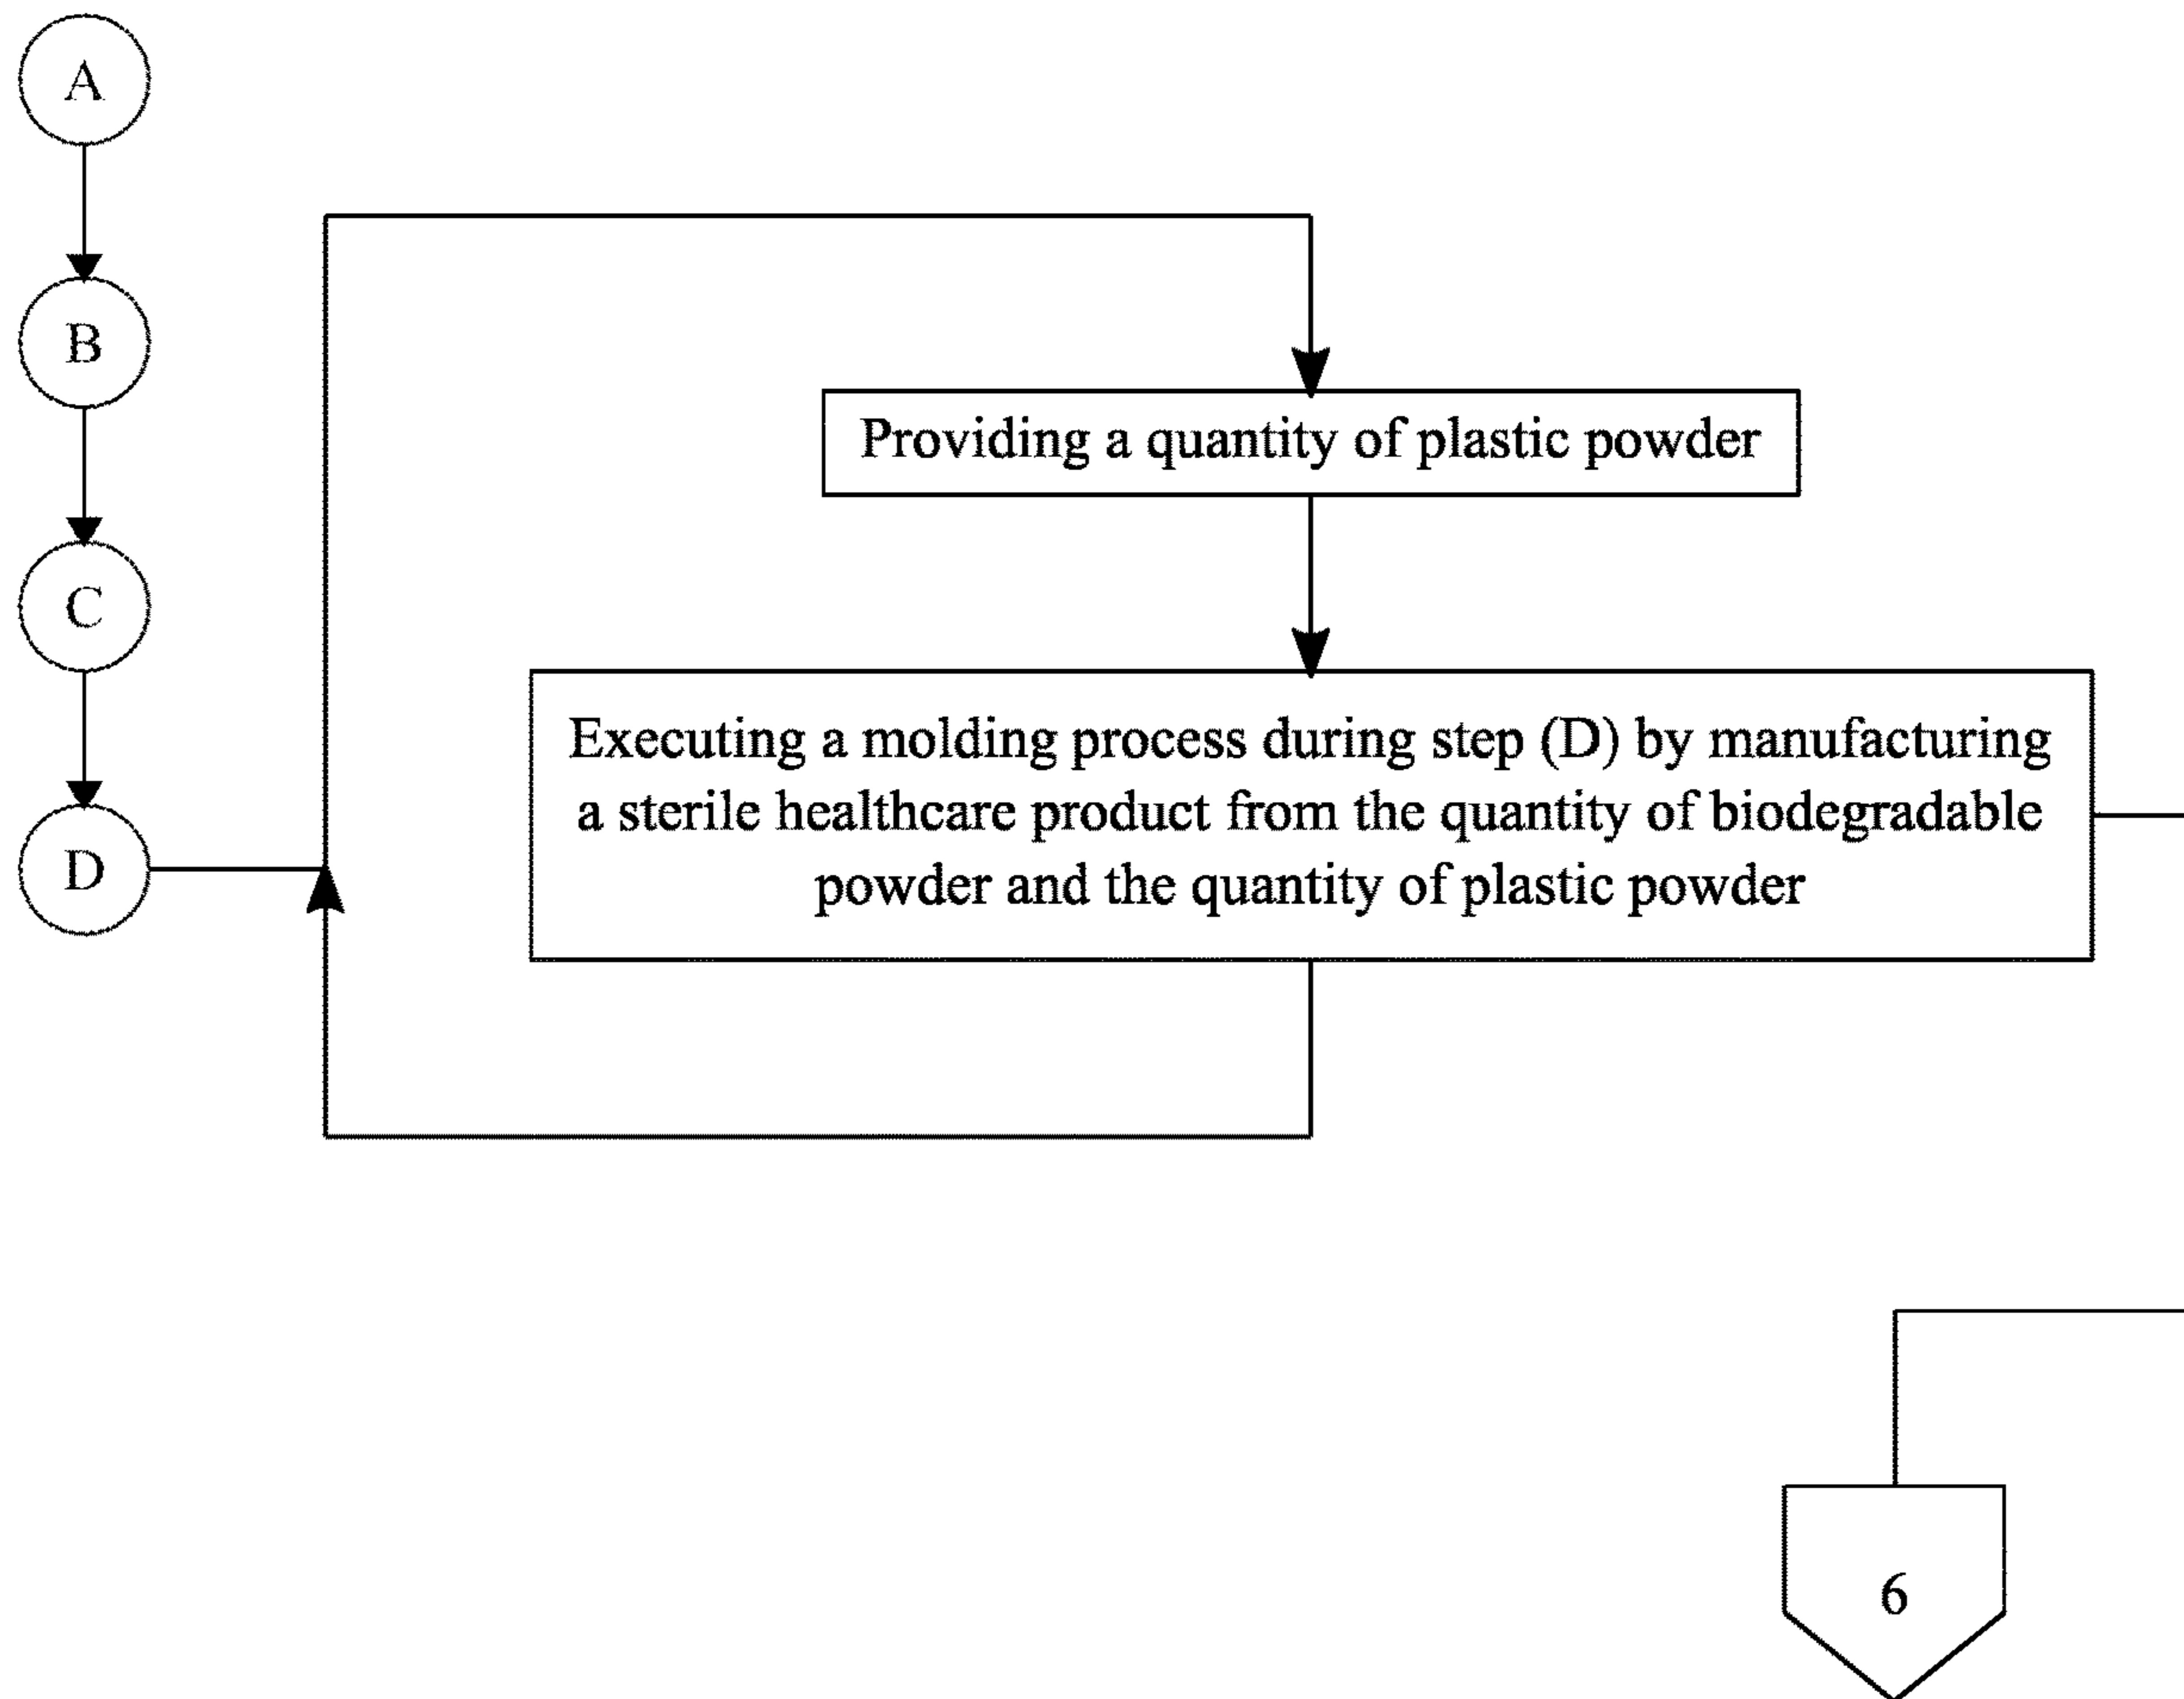 A
B
C
D
Providing a quantity of plastic powder
Executing a molding process during step (D) by manufacturing
a sterile healthcare product from the quantity of biodegradable
powder and the quantity of plastic powder
6